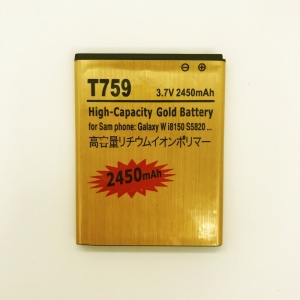 T759
3.7V 2450mAh
High-Capacity Gold Battery
for Sam phone: Galaxy W i8150 S5820 ...
高容量リチウムイオンポリマー
2450mAh